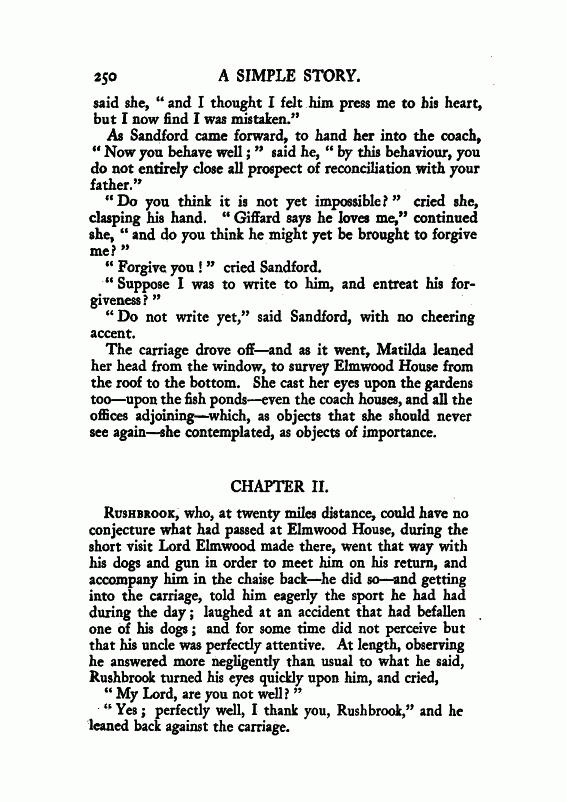 250 A SIMPLE STORY.
said she, “ and I thought I felt him press me to his heart,
but I now find I was mistaken.”
As Sandford came forward, to hand her into the coach,
“ Now you behave well ; ” said he, “ by this behaviour, you
do not entirely close all prospect of reconciliation with your
father.”
“ Do you think it is not yet impossible? ” cried she,
clasping his hand. “ Giffard says he loves me,” continued
she, “ and do you think he might yet be brought to forgive
me? ”
“ Forgive you ! ” cried Sandford.
“ Suppose I was to write to him, and entreat his for-
giveness? ”
“ Do not write yet,” said Sandford, with no cheering
accent.
The carriage drove off—and as it went, Matilda leaned
her head from the window, to survey Elmwood House from
the roof to the bottom. She cast her eyes upon the gardens
too—upon the fish ponds—even the coach houses, and all the
offices adjoining—which, as objects that she should never
see again—she contemplated, as objects of importance.
CHAPTER II.
RUSHBROOK, who, at twenty miles distance, could have no
conjecture what had passed at Elmwood House, during the
short visit Lord Elmwood made there, went that way with
his dogs and gun in order to meet him on his return, and
accompany him in the chaise back—he did so—and getting
into the carriage, told him eagerly the sport he had had
during the day ; laughed at an accident that had befallen
one of his dogs ; and for some time did not perceive but
that his uncle was perfectly attentive. At length, observing
he answered more negligently than usual to what he said,
Rushbrook turned his eyes quickly upon him, and cried,
“ My Lord, are you not well? ”
“ Yes ; perfectly well, I thank you, Rushbrook,” and he
leaned back against the carriage.